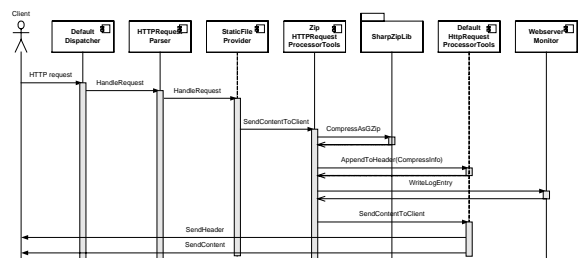 Client
Default
Dispatcher
HTTPRequest
Parser
StaticFile
Provider
Zip
HTTPRequest
ProcessorTools
SharpZipLib
Default
HttpRequest
ProcessorTools
Webserver
Monitor
HTTP request
HandleRequest
HandleRequest
SendContentToClient
CompressAsGZip
AppendToHeader(CompressInfo)
WriteLogEntry
SendContentToClient
SendHeader
SendContent